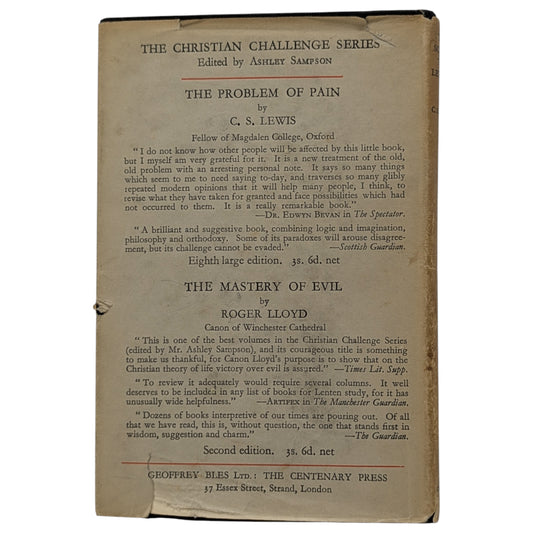 THE CHRISTIAN CHALLENGE SERIES
Edited by ASHLEY SAMPSON
THE PROBLEM OF PAIN
by
C. S. LEWIS
Fellow of Magdalen College, Oxford
"I do not know how other people will be affected by this little book,
but I myself am very grateful for it. It is a new treatment of the old,
old problem with an arresting personal note. It says so many things
which seem to me to need saying to-day, and traverses so many glibly
repeated modern opinions that it will help many people, I think, to
revise what they have taken for granted and face possibilities which had
not occurred to them. It is a really remarkable book."
—DR. EDWYN BEVAN in The Spectator.
"A brilliant and suggestive book, combining logic and imagination,
philosophy and orthodoxy. Some of its paradoxes will arouse disagree-
ment, but its challenge cannot be evaded."—Scottish Guardian.
Eighth large edition. 3s. 6d. net
THE MASTERY OF EVIL
by
ROGER LLOYD
Canon of Winchester Cathedral
"This is one of the best volumes in the Christian Challenge Series
(edited by Mr. Ashley Sampson), and its courageous title is something
to make us thankful, for Canon Lloyd's purpose is to show that on the
Christian theory of life victory over evil is assured."—Times Lit. Supp.
"To review it adequately would require several columns. It well
deserves to be included in any list of books for Lenten study, for it has
unusually wide helpfulness."—ARTIFEX in The Manchester Guardian.
"Dozens of books interpretive of our times are pouring out. Of all
that we have read, this is, without question, the one that stands first in
wisdom, suggestion and charm."—The Guardian.
Second edition. 3s. 6d. net
GEOFFREY BLES LTD.: THE CENTENARY PRESS
37 Essex Street, Strand, London